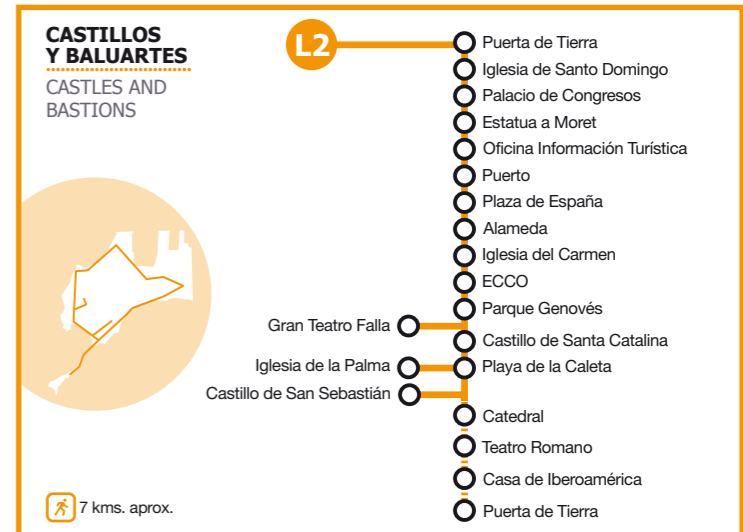 CASTILLOS
Y BALUARTES
CASTLES AND
BASTIONS
L2
Puerta de Tierra
Iglesia de Santo Domingo
Palacio de Congresos
Estatua a Moret
Oficina Información Turística
Puerto
Plaza de España
Alameda
Iglesia del Carmen
ECCO
Parque Genovés
Gran Teatro Falla
Castillo de Santa Catalina
Iglesia de la Palma
Playa de la Caleta
Castillo de San Sebastián
Catedral
Teatro Romano
Casa de Iberoamérica
Puerta de Tierra
7 kms. aprox.